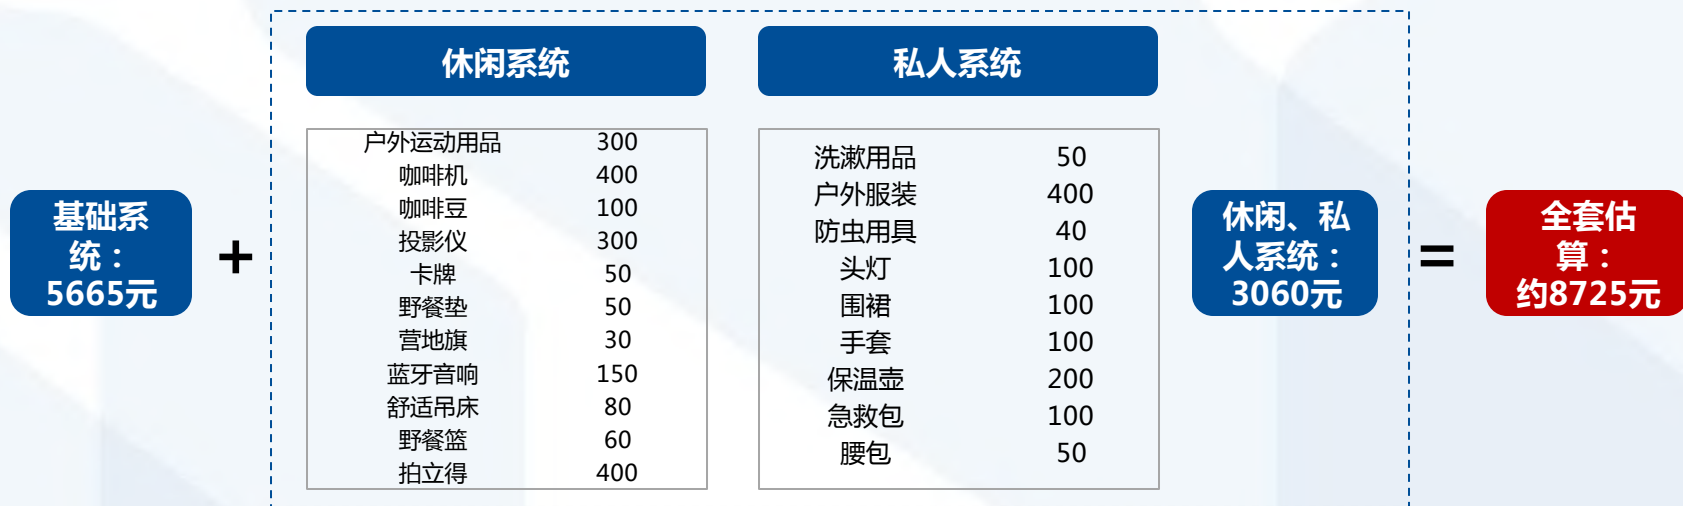 休闲系统
私人系统
户外运动用品 300
咖啡机 400
咖啡豆 100
投影仪 300
卡牌 50
野餐垫 50
营地旗 30
蓝牙音响 150
舒适吊床 80
野餐篮 60
拍立得 400
洗漱用品 50
户外服装 400
防虫用具 40
头灯 100
围裙 100
手套 100
保温壶 200
急救包 100
腰包 50
基础系
统：
5665元
+
休闲、私
人系统：
3060元
=
全套估
算：
约8725元